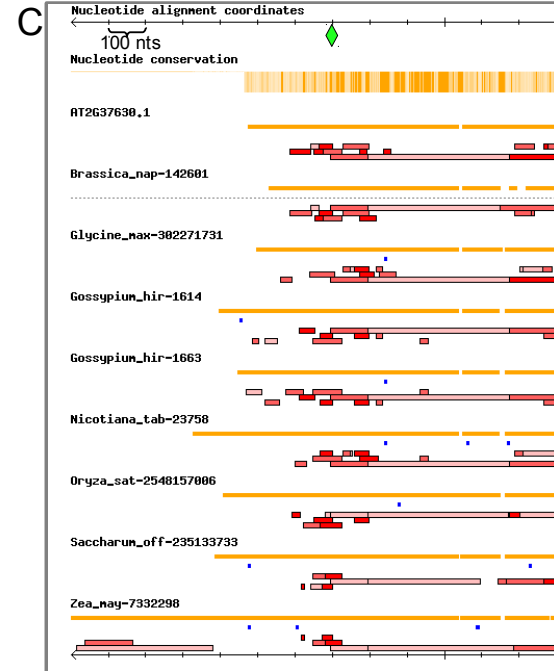 C
Nucleotide alignment coordinates
100 nts
Nucleotide conservation
AT2G37630.1
Brassica_nap-142601
Glycine_max-302271731
Gossypium_hir-1614
Gossypium_hir-1663
Nicotiana_tab-23758
Oryza_sat-2548157006
Saccharum_off-235133733
Zea_may-7332298